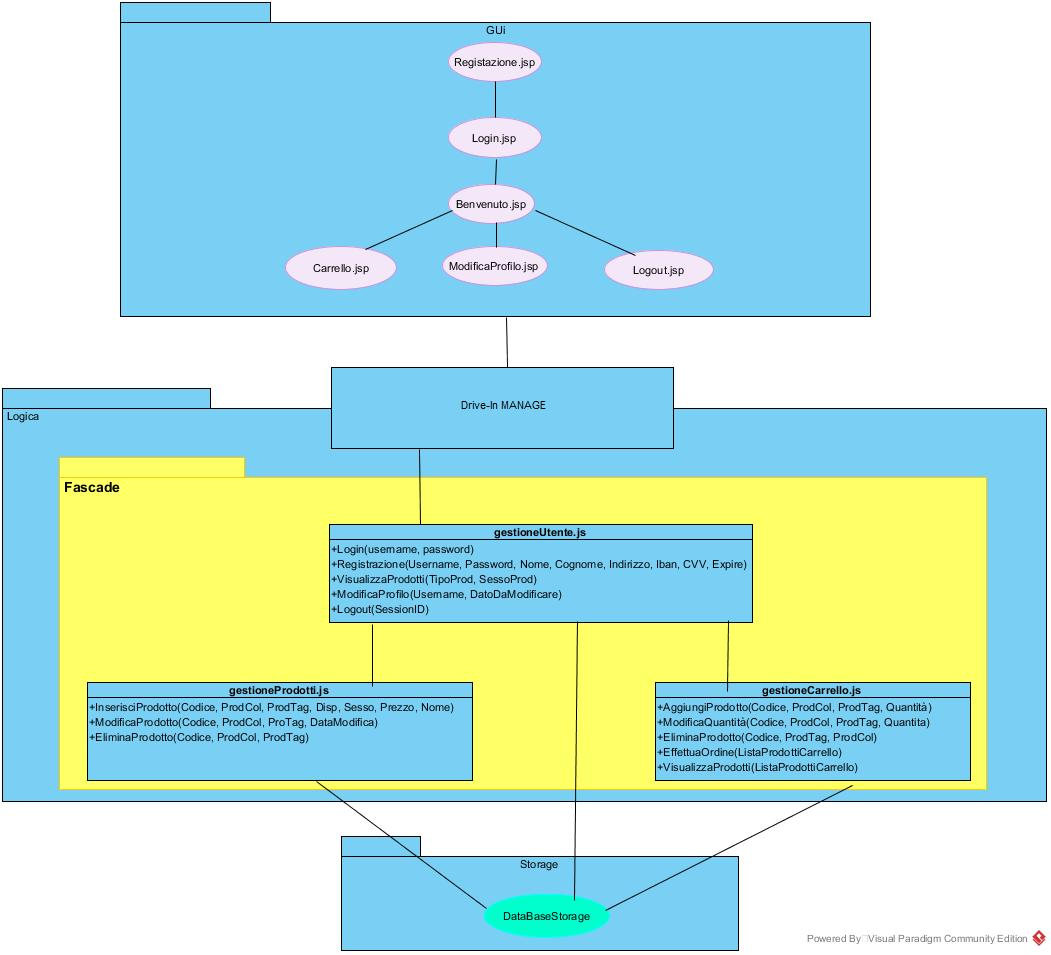 GUi
Registazione.jsp
Login.jsp
Benvenuto.jsp
Carrello.jsp
ModificaProfilo.jsp
Logout.jsp
Drive-In MANAGE
Logica
Fascade
gestioneUtente.js
+Login(username, password)
+Registrazione(Username, Password, Nome, Cognome, Indirizzo, Iban, CVV, Expire)
+VisualizzaProdotti(TipoProd, SessoProd)
+ModificaProfilo(Username, DatoDaModificare)
+Logout(SessionID)
gestioneProdotti.js
+InserisciProdotto(Codice, ProdCol, ProdTag, Disp, Sesso, Prezzo, Nome)
+ModificaProdotto(Codice, ProdCol, ProTag, DataModifica)
+EliminaProdotto(Codice, ProdCol, ProdTag)
gestioneCarrello.js
+AggiungiProdotto(Codice, ProdCol, ProdTag, Quantità)
+ModificaQuantità(Codice, ProdCol, ProdTag, Quantita)
+EliminaProdotto(Codice, ProdTag, ProdCol)
+EffettuaOrdine(ListaProdottiCarrello)
+VisualizzaProdotti(ListaProdottiCarrello)
Storage
DataBaseStorage
Powered By Visual Paradigm Community Edition